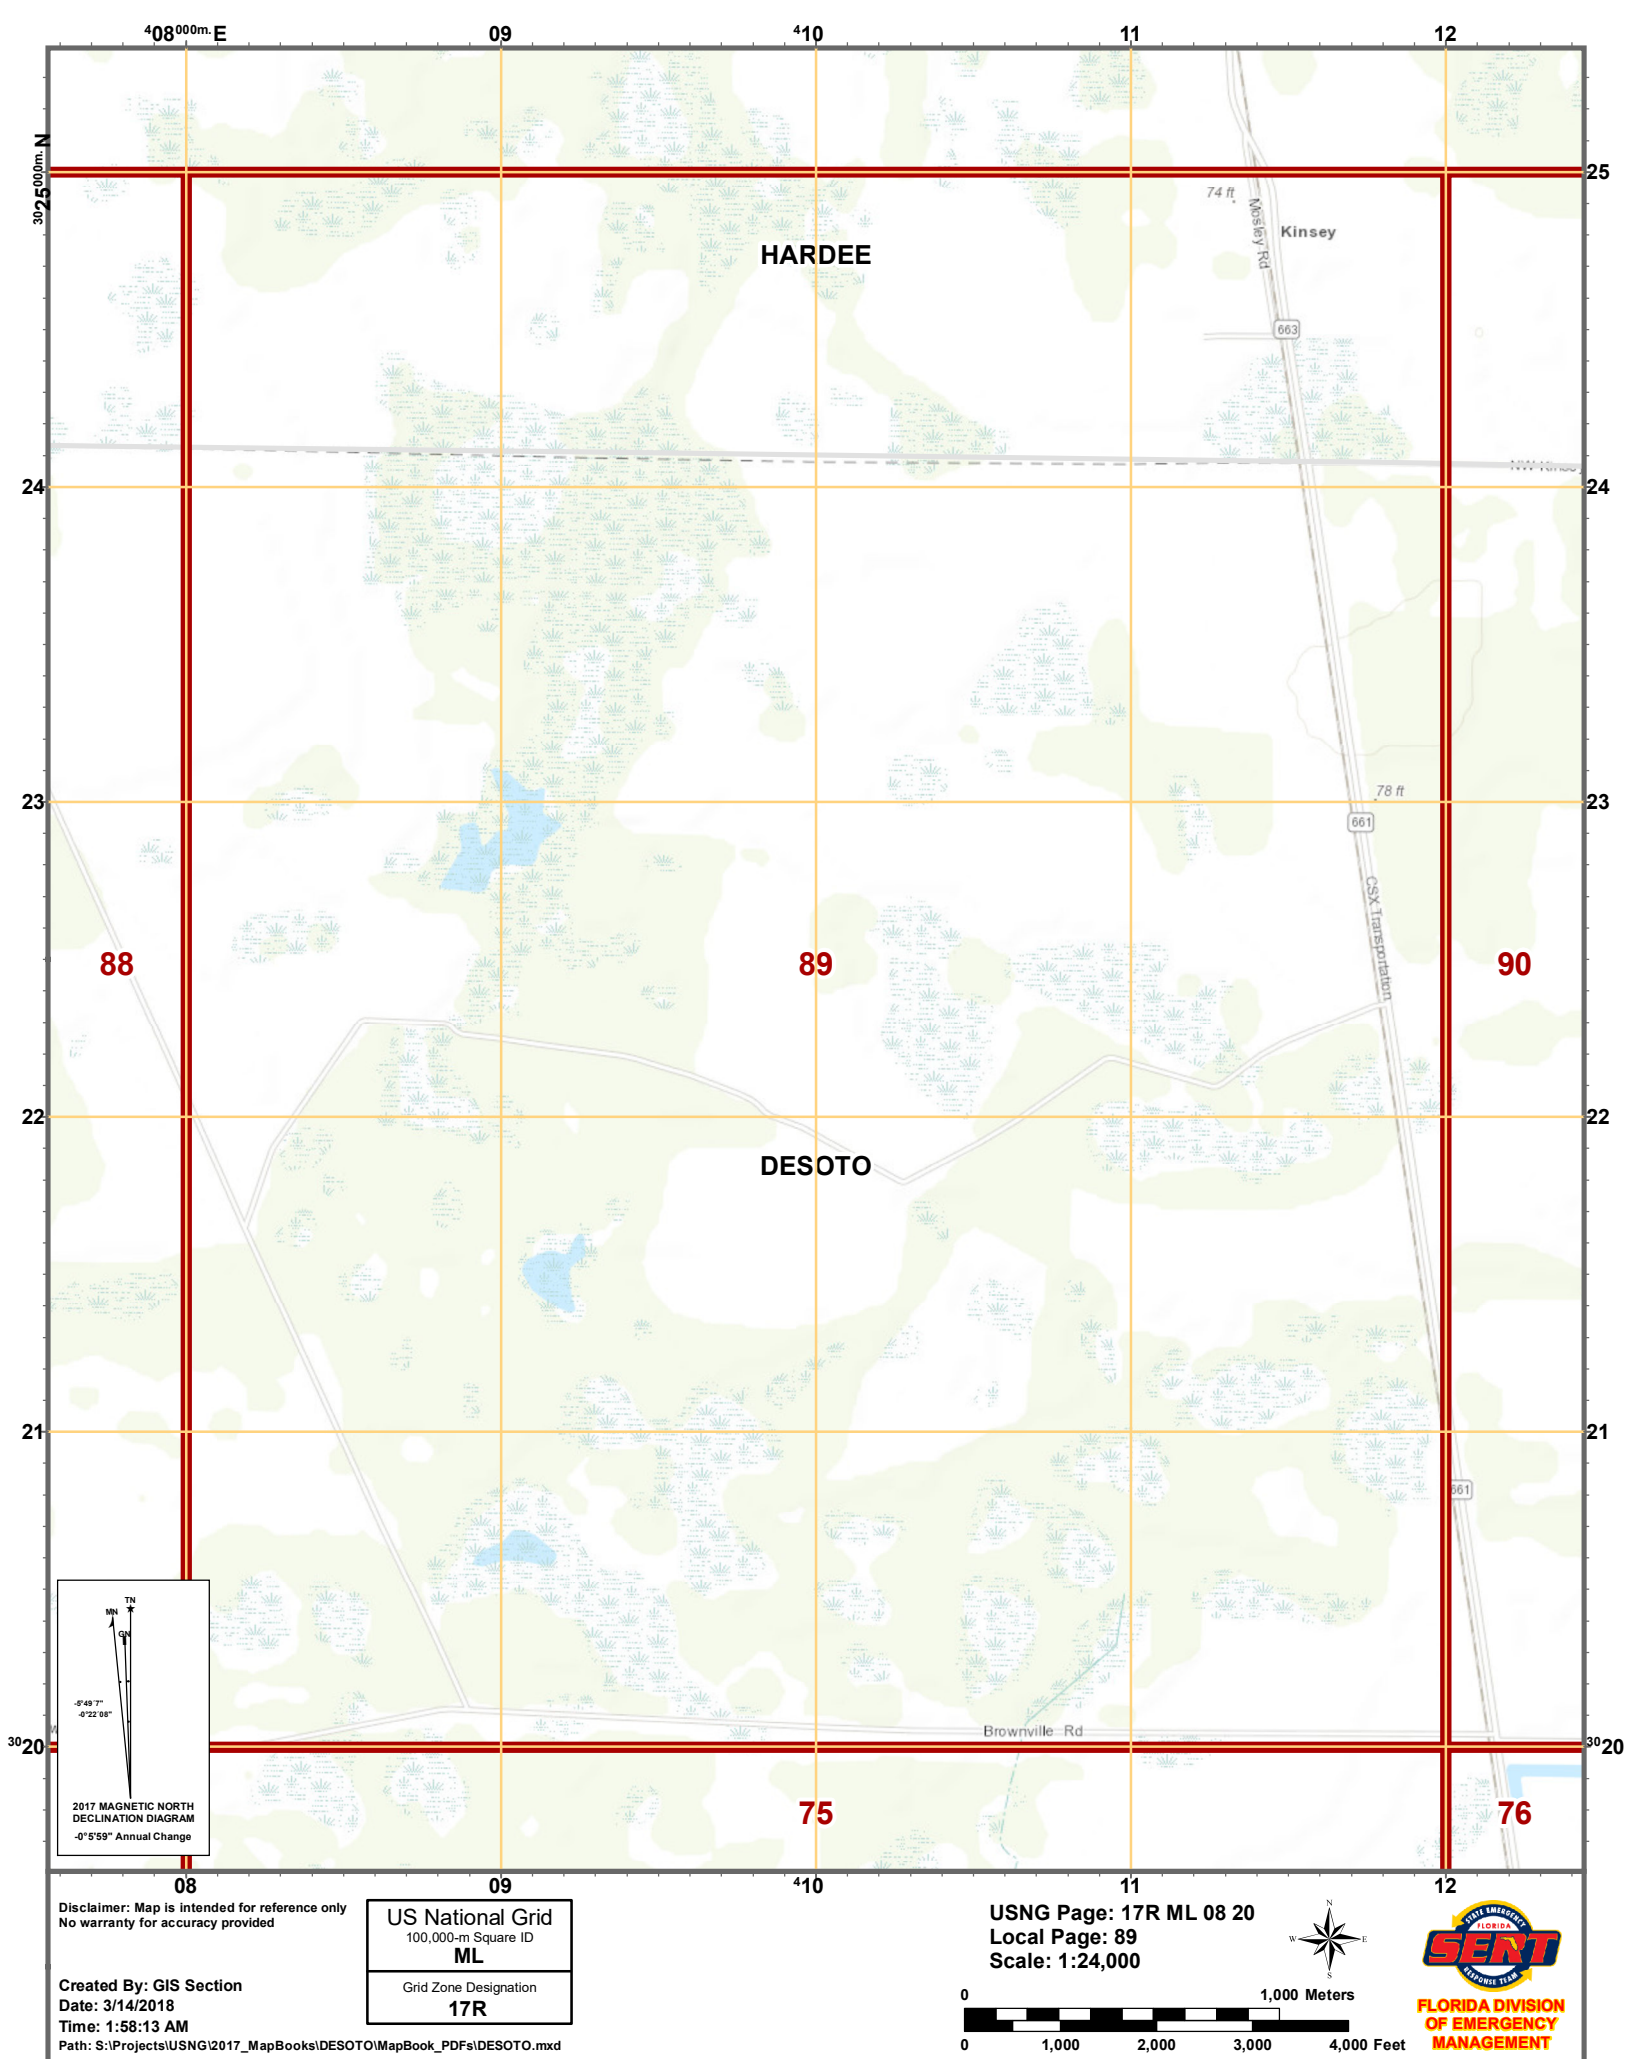 408000m.E 09 410 11 12
3025000m.N 25
74 ft
Mosley Rd
Kinsey
HARDEE
663
24 24
23 23
78 ft
661
CSX Transportation
88 89 90
22 22
DESOTO
21 21
661
TN
MN
GN
-5°49'7"
-0°22'08"
2017 MAGNETIC NORTH
DECLINATION DIAGRAM
-0°5'59" Annual Change
Brownville Rd
3020 3020
75 76
08 09 410 11 12
Disclaimer: Map is intended for reference only
No warranty for accuracy provided
Created By: GIS Section
Date: 3/14/2018
Time: 1:58:13 AM
Path: S:\Projects\USNG\2017_MapBooks\DESOTO\MapBook_PDFs\DESOTO.mxd
US National Grid
100,000-m Square ID
ML
Grid Zone Designation
17R
USNG Page: 17R ML 08 20
Local Page: 89
Scale: 1:24,000
N
W E
S
0 1,000 Meters
0 1,000 2,000 3,000 4,000 Feet
STATE EMERGENCY
FLORIDA
SERT
RESPONSE TEAM
FLORIDA DIVISION
OF EMERGENCY
MANAGEMENT